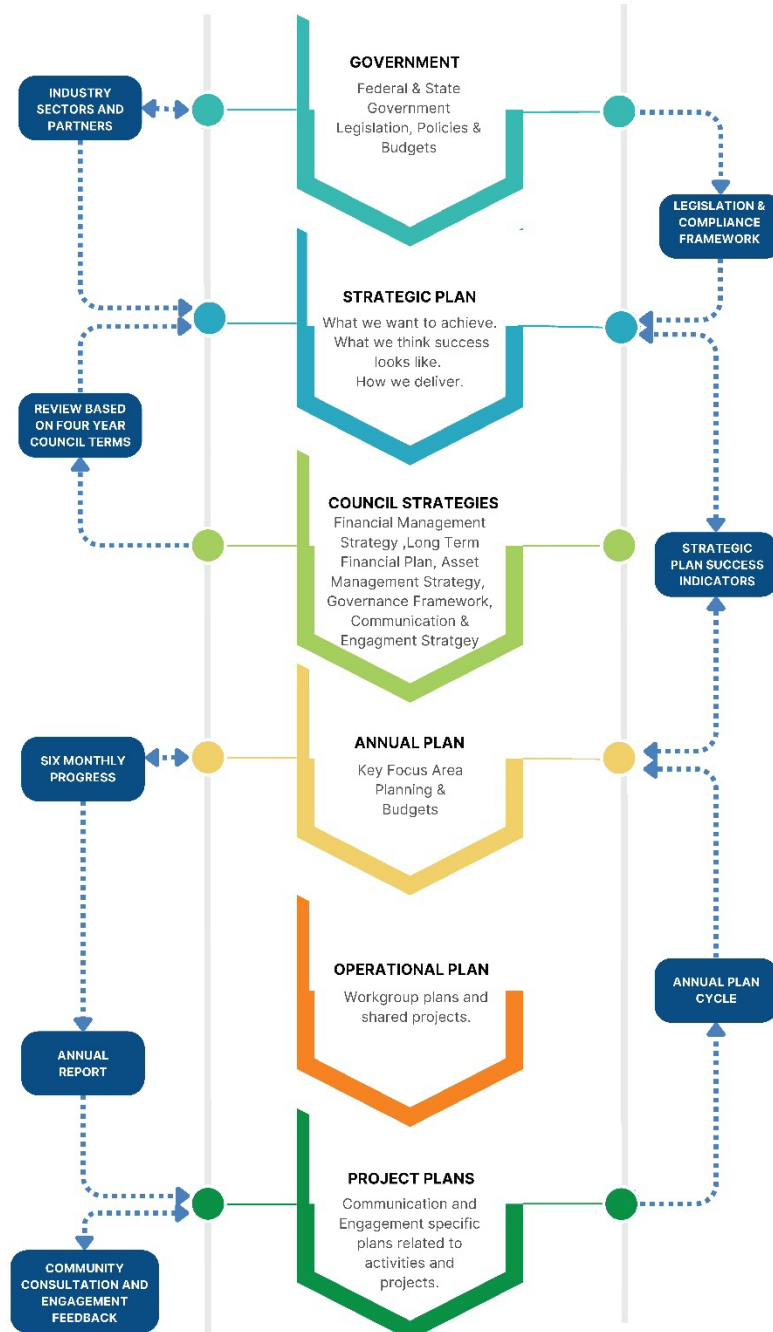 GOVERNMENT
Federal & State
Government
Legislation, Policies &
Budgets
INDUSTRY
SECTORS AND
PARTNERS
LEGISLATION &
COMPLIANCE
FRAMEWORK
STRATEGIC PLAN
What we want to achieve.
What we think success
looks like.
How we deliver.
REVIEW BASED
ON FOUR YEAR
COUNCIL TERMS
COUNCIL STRATEGIES
Financial Management
Strategy ,Long Term
Financial Plan, Asset
Management Strategy,
Governance Framework,
Communication &
Engagment Stratgey
STRATEGIC
PLAN SUCCESS
INDICATORS
ANNUAL PLAN
Key Focus Area
Planning &
Budgets
SIX MONTHLY
PROGRESS
OPERATIONAL PLAN
Workgroup plans and
shared projects.
ANNUAL PLAN
CYCLE
ANNUAL
REPORT
PROJECT PLANS
Communication and
Engagement specific
plans related to
activities and
projects.
COMMUNITY
CONSULTATION AND
ENGAGEMENT
FEEDBACK